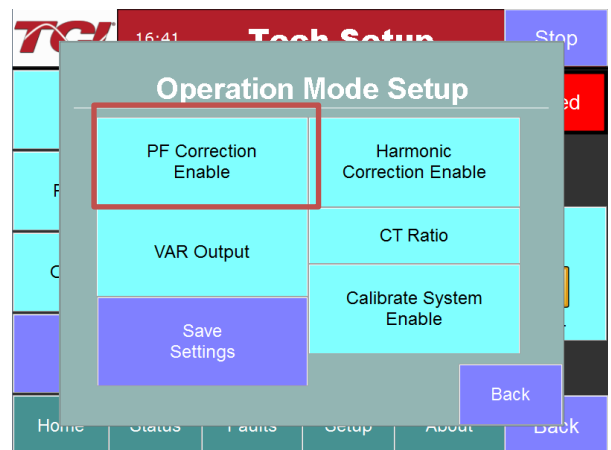 TCI 16:41 Tech Setup Stop
Operation Mode Setup
PF Correction
Enable
Harmonic
Correction Enable
VAR Output
CT Ratio
Calibrate System
Enable
Save
Settings
Back
Home Status Faults Setup About Back